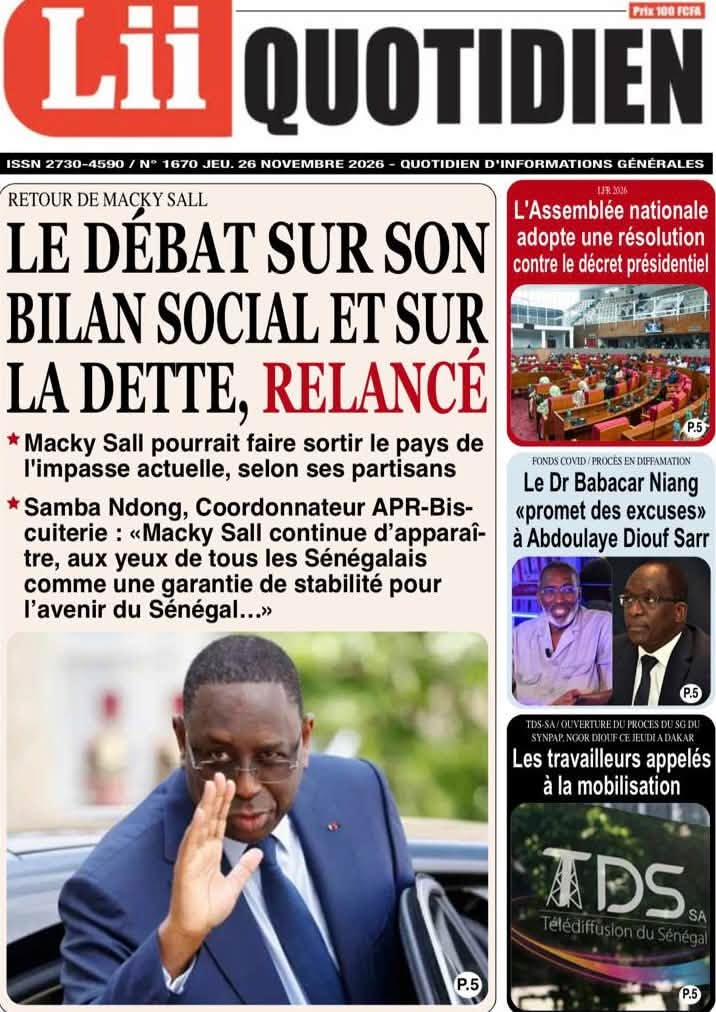 Prix 100 FCFA
Lii QUOTIDIEN
ISSN 2730-4590 / N° 1670 JEU. 26 NOVEMBRE 2026 - QUOTIDIEN D'INFORMATIONS GÉNÉRALES
RETOUR DE MACKY SALL
LE DÉBAT SUR SON
BILAN SOCIAL ET SUR
LA DETTE, RELANCÉ
Macky Sall pourrait faire sortir le pays de
l'impasse actuelle, selon ses partisans
Samba Ndong, Coordonnateur APR-Bis-
cuiterie : «Macky Sall continue d'apparaî-
tre, aux yeux de tous les Sénégalais
comme une garantie de stabilité pour
l'avenir du Sénégal...»
P.5
LFR 2026
L'Assemblée nationale
adopte une résolution
contre le décret présidentiel
P.5
FONDS COVID / PROCÈS EN DIFFAMATION
Le Dr Babacar Niang
«promet des excuses»
à Abdoulaye Diouf Sarr
P.5
TDS-SA / OUVERTURE DU PROCES DU SG DU
SYNPAP, NGOR DIOUF CE JEUDI A DAKAR
Les travailleurs appelés
à la mobilisation
TDS SA
Télédiffusion du Sénégal
P.5